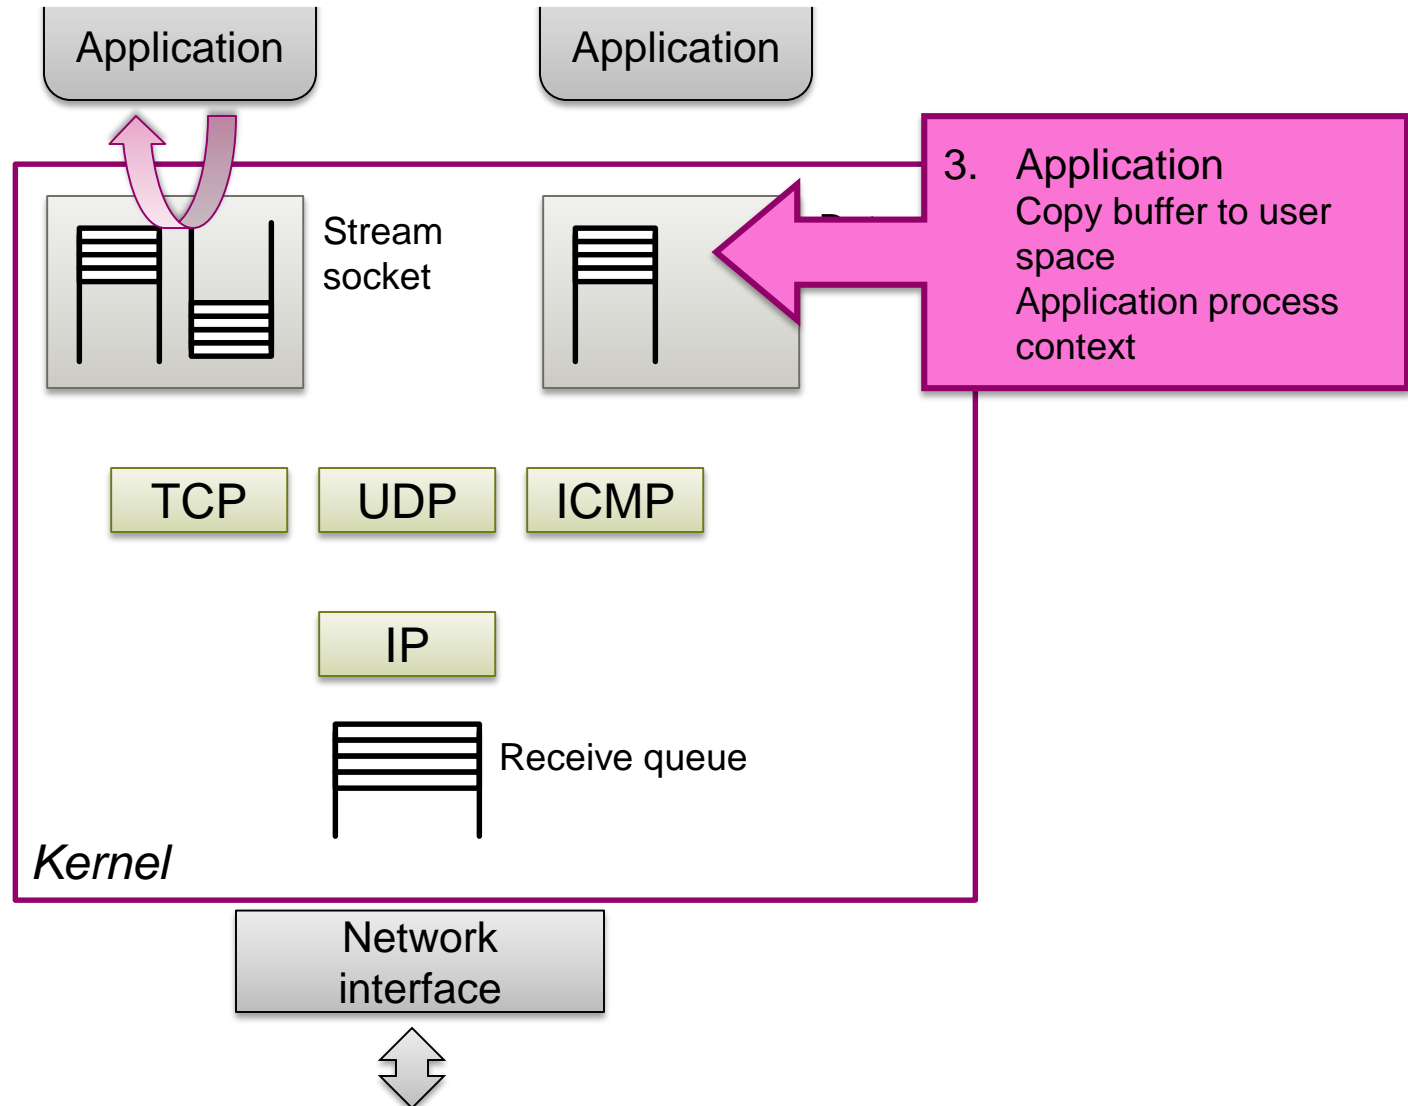 Application
Application
3. Application
Copy buffer to user
space
Application process
context
Stream
socket
TCP
UDP
ICMP
IP
Receive queue
Kernel
Network
interface